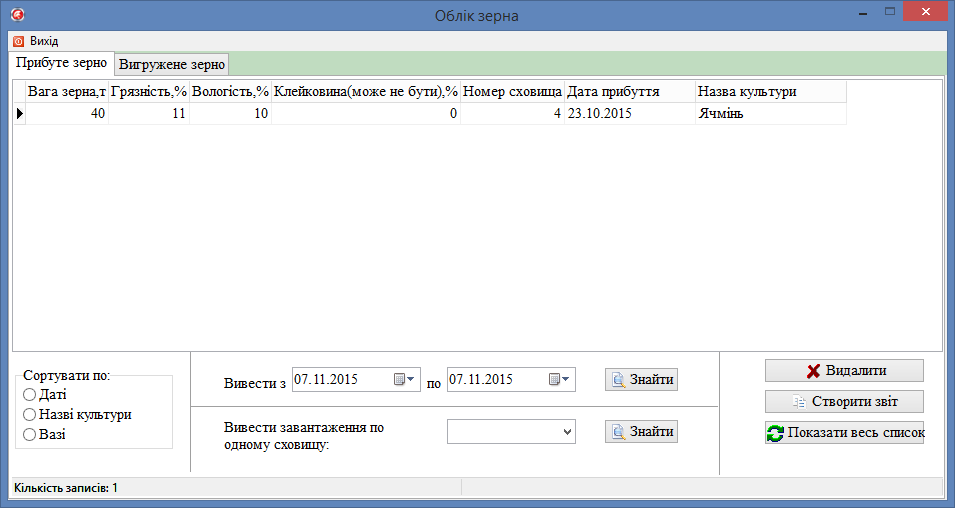 Облік зерна
Вихід
Прибуте зерно Вигружене зерно
Вага зерна,т Грязність,% Вологість,% Клейковина(може не бути),% Номер сховища Дата прибуття Назва культури
40 11 10 0 4 23.10.2015 Ячмінь
Сортувати по:
Даті
Назві культури
Вазі
Вивести з 07.11.2015 по 07.11.2015 Знайти
Вивести завантаження по
одному сховищу:
Знайти
Видалити
Створити звіт
Показати весь список
Кількість записів: 1